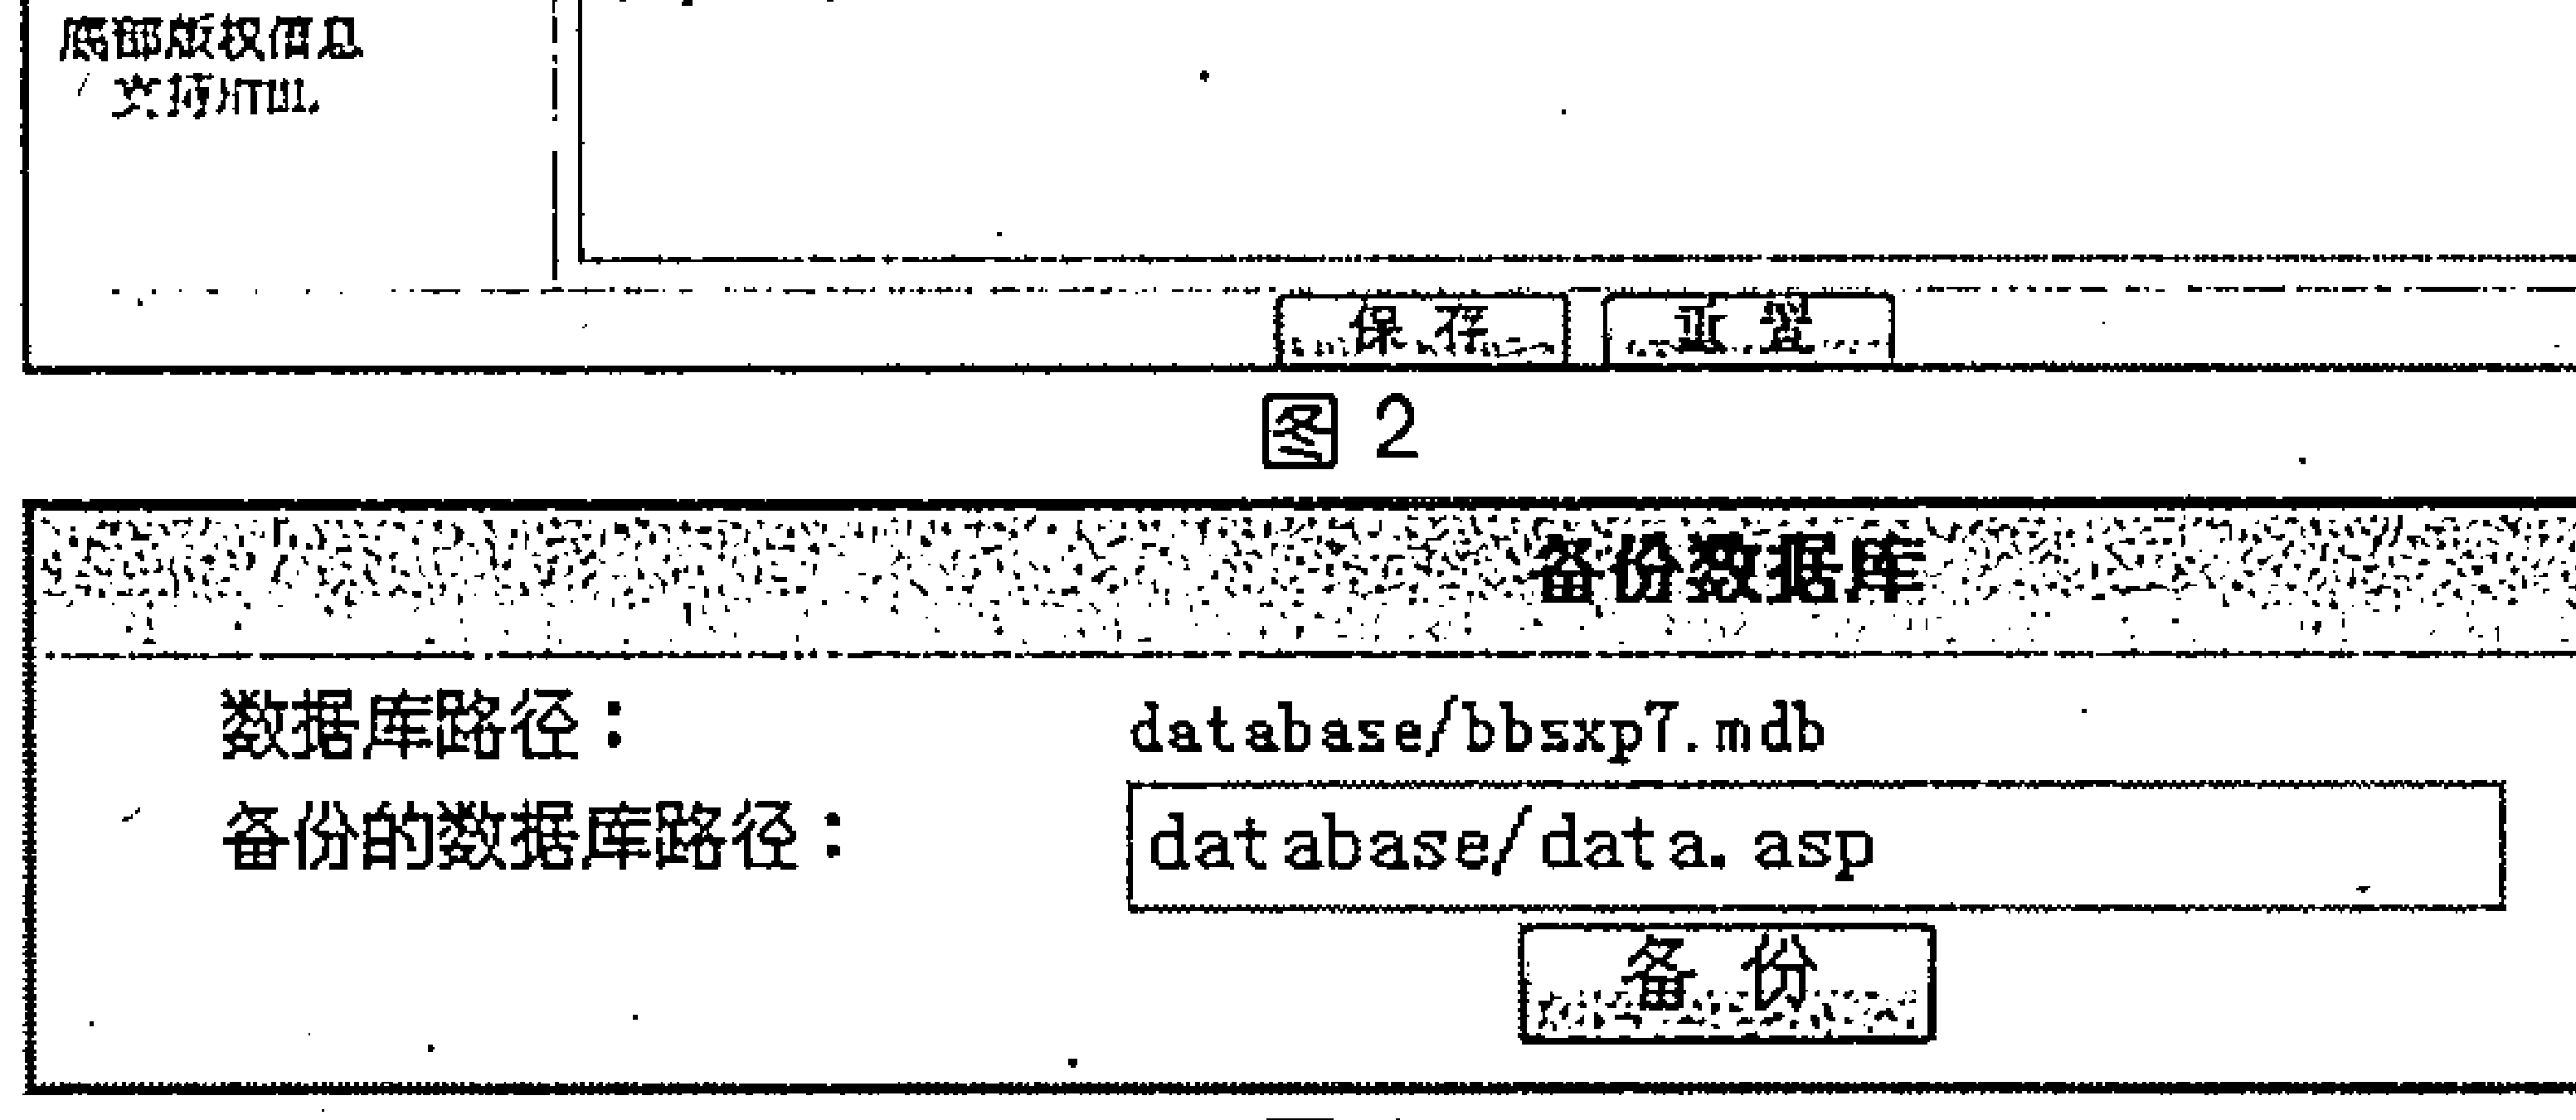 底部版权信息
支持HTML
保 存 重 置
图 2
备份数据库
数据库路径： database/bbsxp7.mdb
备份的数据库路径： database/data.asp
备 份